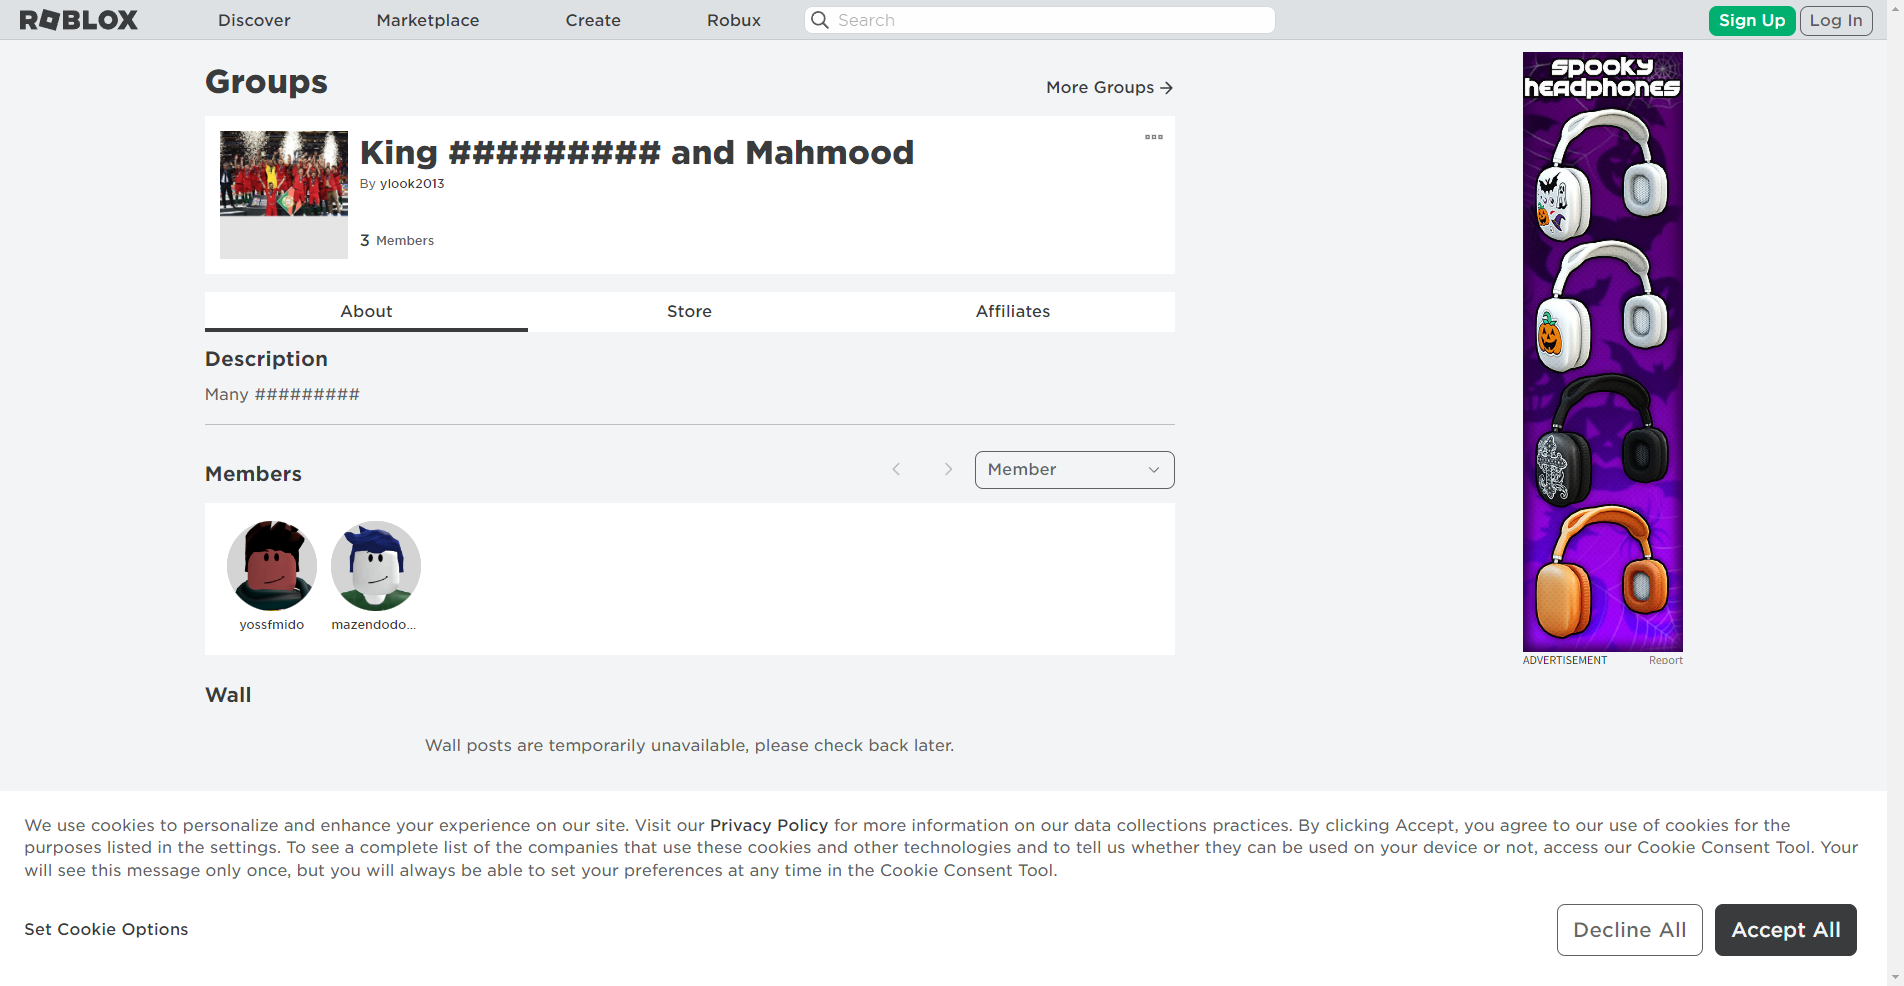 ROBLOX
Discover
Marketplace
Create
Robux
Search
Sign Up
Log In
Groups
More Groups
King ######### and Mahmood
By ylook2013
3 Members
About
Store
Affiliates
Description
Many #########
Members
Member
yossfmido
mazendodo...
Wall
Wall posts are temporarily unavailable, please check back later.
spooky
headphones
ADVERTISEMENT
Report
We use cookies to personalize and enhance your experience on our site. Visit our Privacy Policy for more information on our data collections practices. By clicking Accept, you agree to our use of cookies for the
purposes listed in the settings. To see a complete list of the companies that use these cookies and other technologies and to tell us whether they can be used on your device or not, access our Cookie Consent Tool. Your
will see this message only once, but you will always be able to set your preferences at any time in the Cookie Consent Tool.
Set Cookie Options
Decline All
Accept All